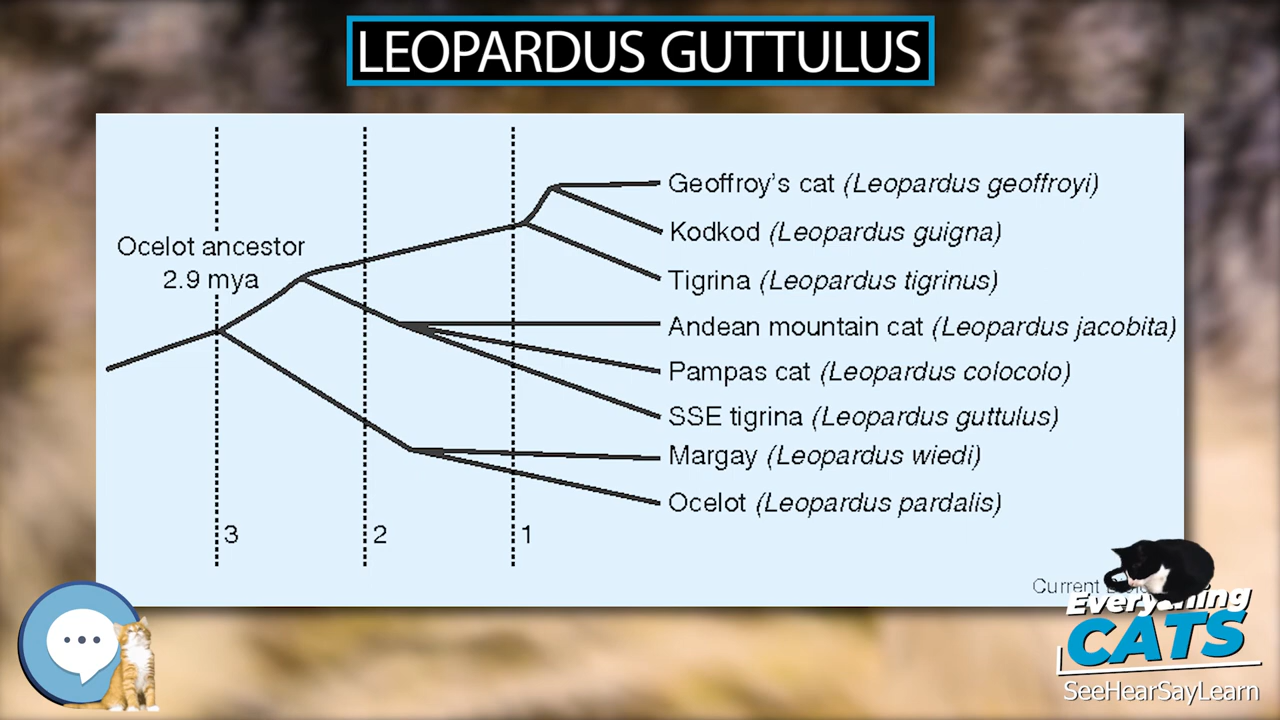 LEOPARDUS GUTTULUS
Ocelot ancestor
2.9 mya
Geoffroy's cat (Leopardus geoffroyi)
Kodkod (Leopardus guigna)
Tigrina (Leopardus tigrinus)
Andean mountain cat (Leopardus jacobita)
Pampas cat (Leopardus colocolo)
SSE tigrina (Leopardus guttulus)
Margay (Leopardus wiedi)
Ocelot (Leopardus pardalis)
3 2 1
Current
Everything
CATS
SeeHearSayLearn